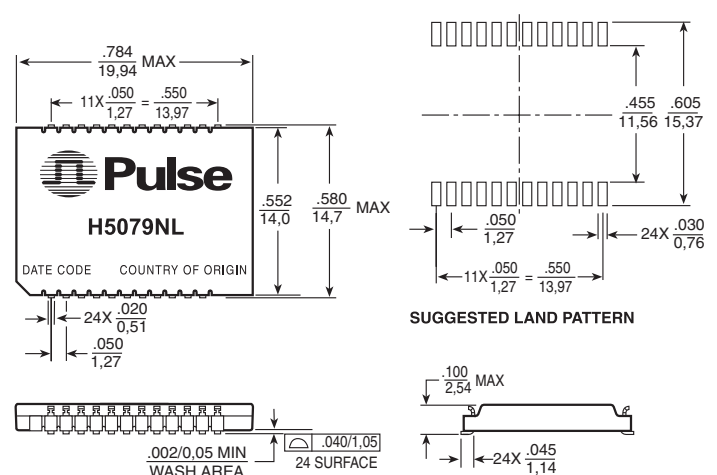 .784
19,94 MAX
11X .050 = .550
1,27 13,97
Pulse
H5079NL
DATE CODE COUNTRY OF ORIGIN
.552
14,0
.580
14,7 MAX
24X .020
0,51
.050
1,27
.455
11,56
.605
15,37
.050
1,27
24X .030
0,76
11X .050 = .550
1,27 13,97
SUGGESTED LAND PATTERN
.002/0,05 MIN
WASH AREA
.040/1,05
24 SURFACE
.100
2,54 MAX
24X .045
1,14